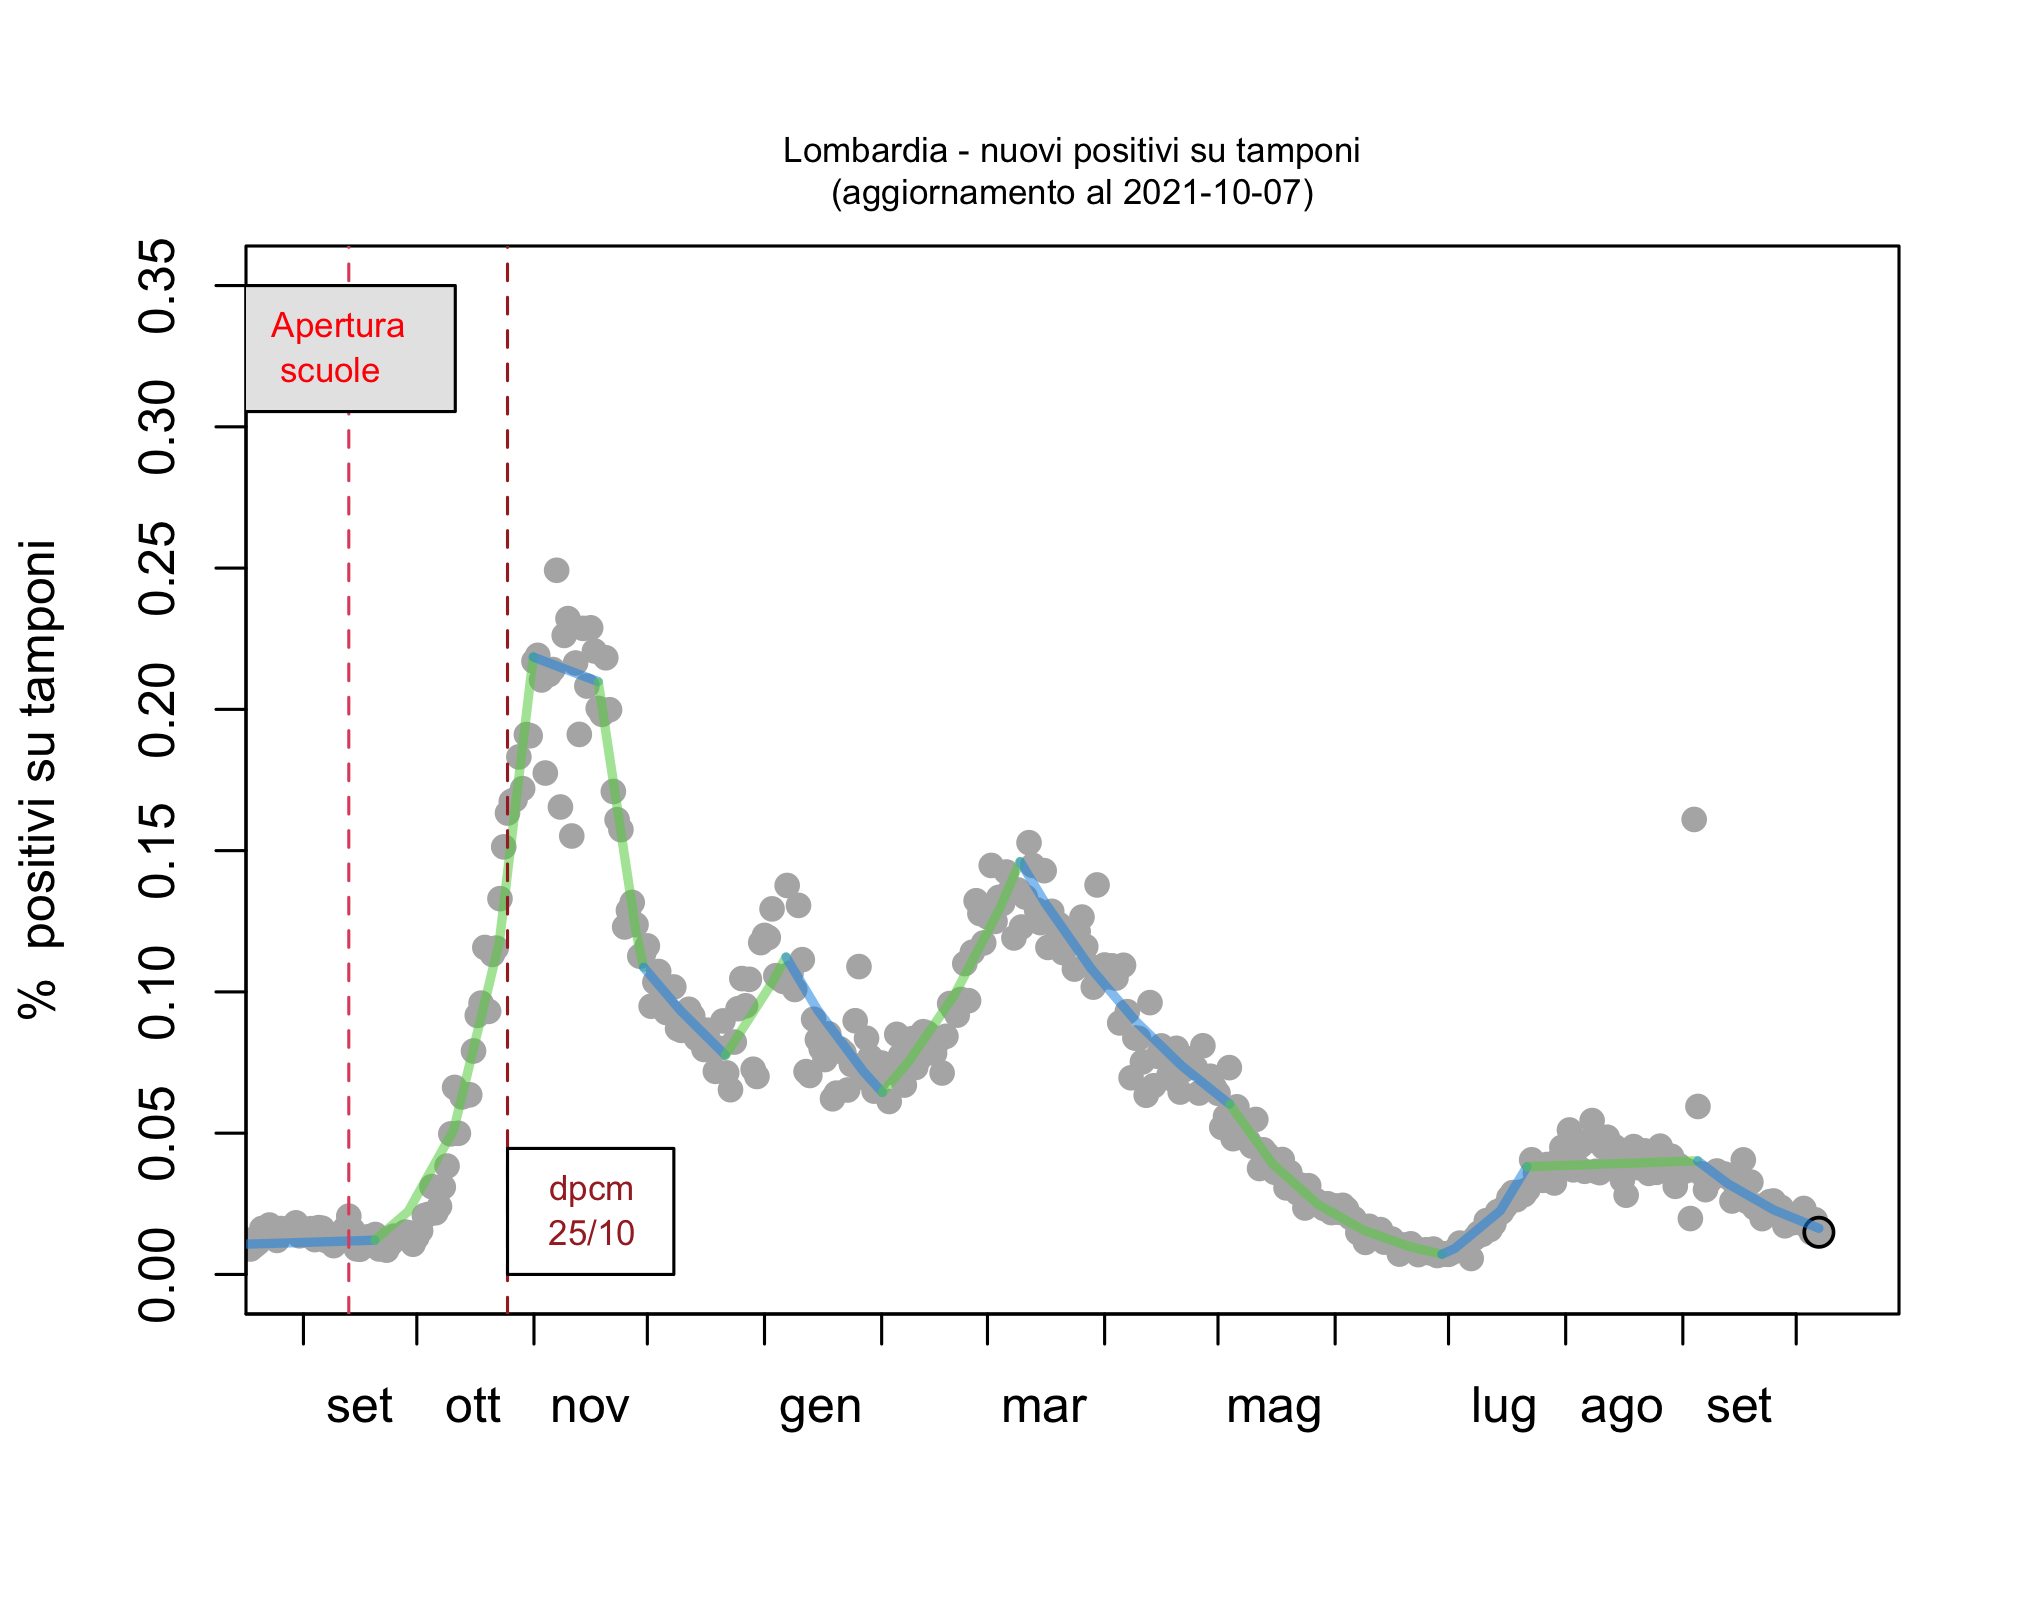 Lombardia - nuovi positivi su tamponi
(aggiornamento al 2021-10-07)
% positivi su tamponi
0.35
0.30
0.25
0.20
0.15
0.10
0.05
0.00
Apertura
scuole
dpcm
25/10
set ott nov gen mar mag lug ago set